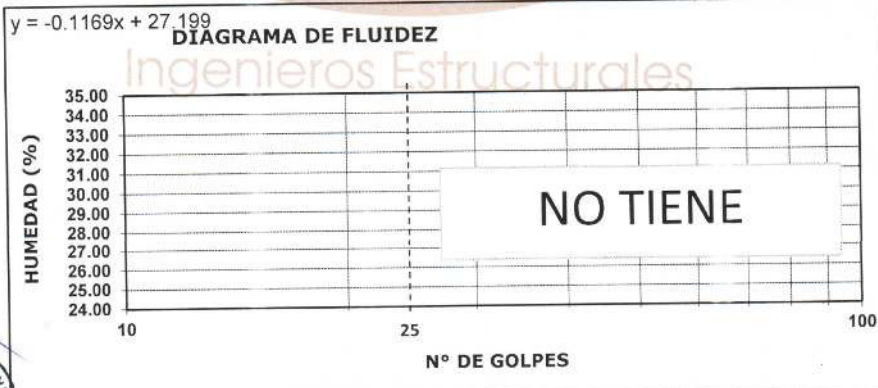 y = -0.1169x + 27.199
DIAGRAMA DE FLUIDEZ
Ingenieros Estructurales
35.00
34.00
33.00
32.00
31.00
30.00
29.00
28.00
27.00
26.00
25.00
24.00
HUMEDAD (%)
NO TIENE
10
25
100
Nº DE GOLPES